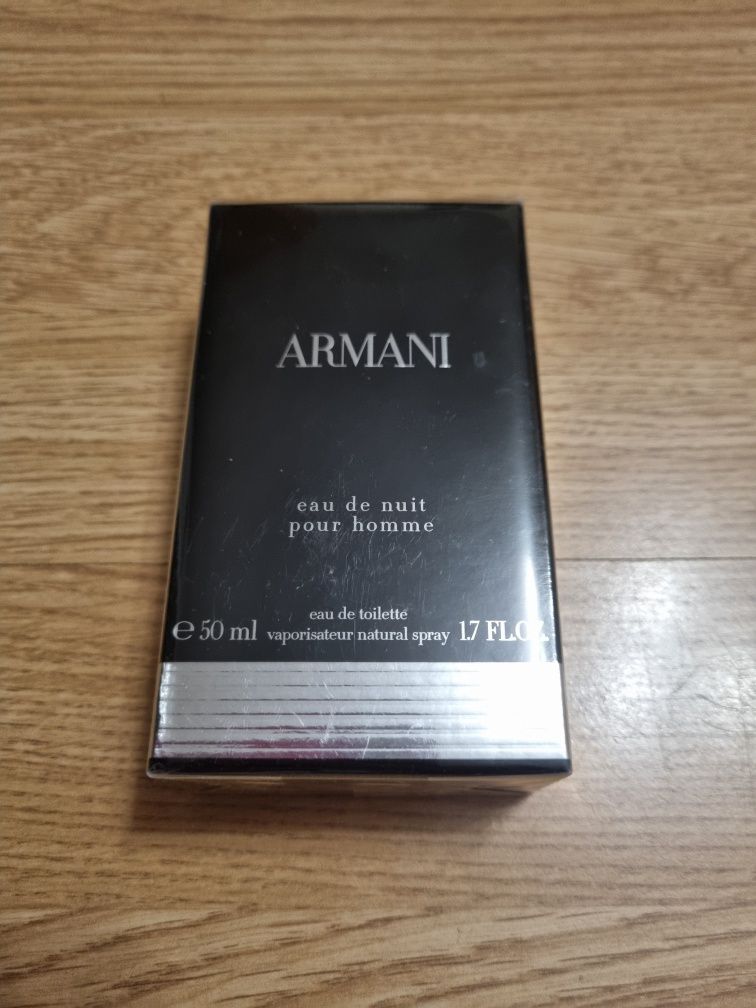 ARMANI
eau de nuit
pour homme
eau de toilette
e 50 ml vaporisateur natural spray 1.7 FL.OZ.